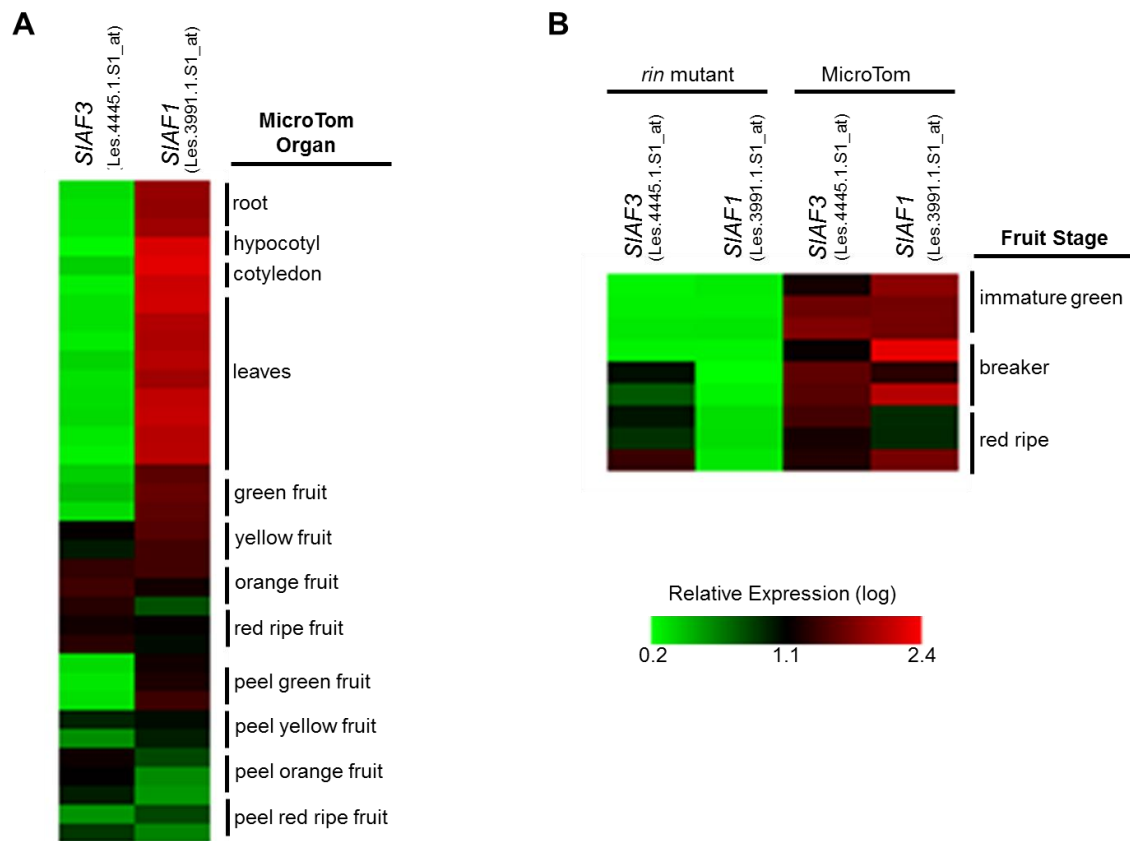 A
SlAF3
(Les.4445.1.S1_at)
SlAF1
(Les.3991.1.S1_at)
MicroTom
Organ
root
hypocotyl
cotyledon
leaves
green fruit
yellow fruit
orange fruit
red ripe fruit
peel green fruit
peel yellow fruit
peel orange fruit
peel red ripe fruit
B
rin mutant
MicroTom
SlAF3
(Les.4445.1.S1_at)
SlAF1
(Les.3991.1.S1_at)
SlAF3
(Les.4445.1.S1_at)
SlAF1
(Les.3991.1.S1_at)
Fruit Stage
immature green
breaker
red ripe
Relative Expression (log)
0.2 1.1 2.4